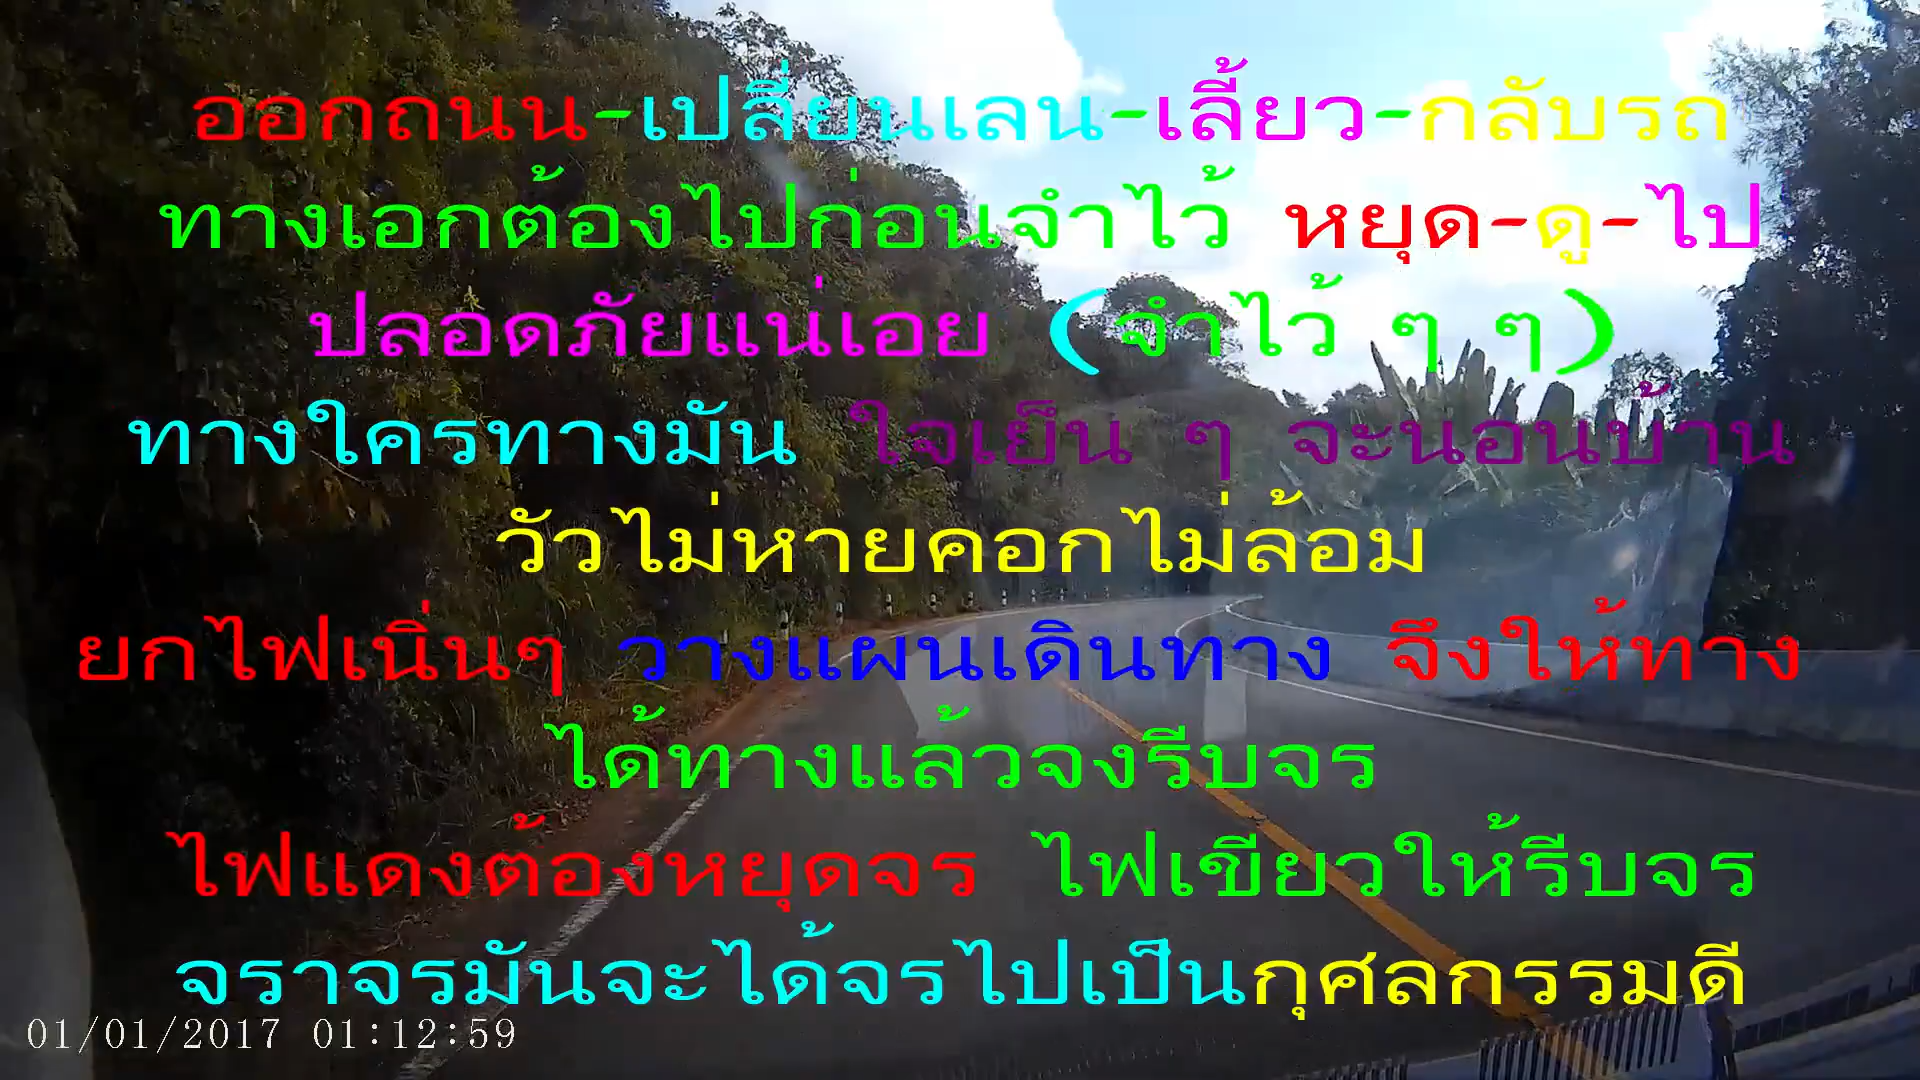 ออกถนน-เปลี่ยนเลน-เลี้ยว-กลับรถ
ทางเอกต้องไปก่อนจำไว้ หยุด-ดู-ไป
ปลอดภัยแน่เอย (จำไว้ ๆ ๆ)
ทางใครทางมัน ใจเย็น ๆ จะนอนบ้าน
วัวไม่หายคอกไม่ล้อม
ยกไฟเนิ่นๆ วางแผนเดินทาง จึงให้ทาง
ได้ทางแล้วจงรีบจร
ไฟแดงต้องหยุดจร ไฟเขียวให้รีบจร
จราจรมันจะได้จรไปเป็นกุศลกรรมดี
01/01/2017 01:12:59